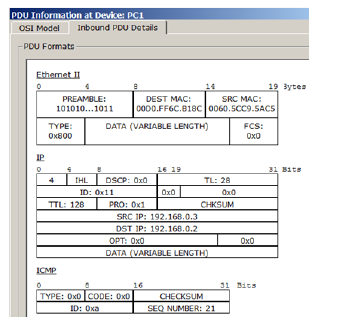 PDU Information at Device: PC1
OSI Model Inbound PDU Details
PDU Formats
Ethernet II
0 4 8 14 19 Bytes
PREAMBLE: DEST MAC: SRC MAC:
101010...1011 000D.FF6C.B18C 0060.5CC9.5AC5
TYPE: DATA (VARIABLE LENGTH) FCS:
0x800 0x0
IP
0 4 8 16 19 31 Bits
4 IHL DSCP: 0x0 TL: 28
ID: 0x11 0x0 0x0
TTL: 128 PRO: 0x1 CHKSUM
SRC IP: 192.168.0.3
DST IP: 192.168.0.2
OPT: 0x0 0x0
DATA (VARIABLE LENGTH)
ICMP
0 8 16 31 Bits
TYPE: 0x0 CODE: 0x0 CHECKSUM
ID: 0xa SEQ NUMBER: 21